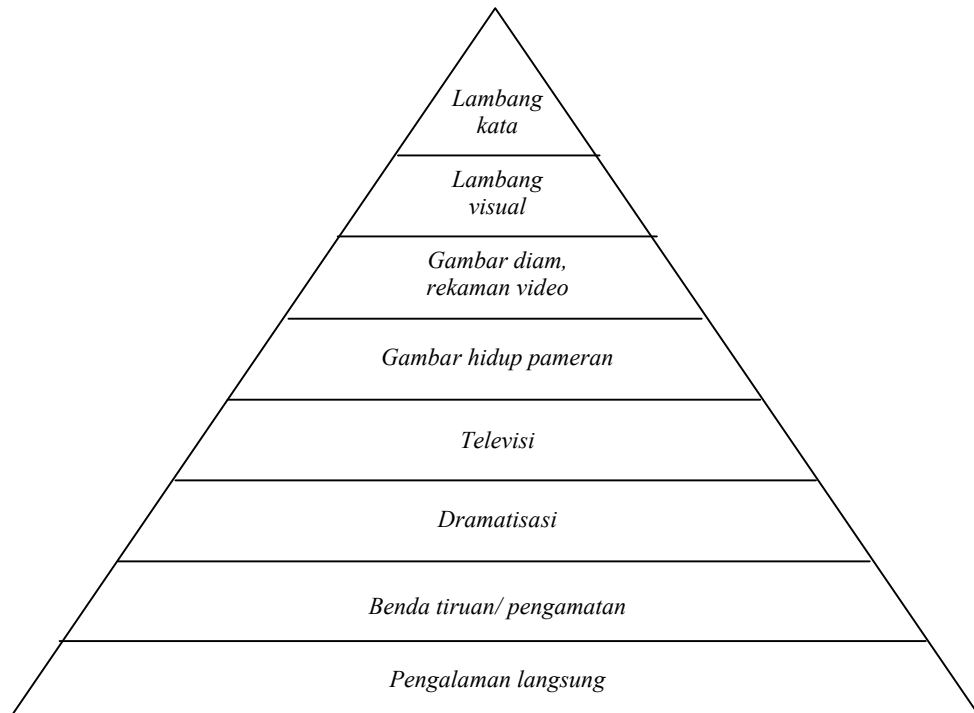 Lambang
kata
Lambang
visual
Gambar diam,
rekaman video
Gambar hidup pameran
Televisi
Dramatisasi
Benda tiruan/ pengamatan
Pengalaman langsung